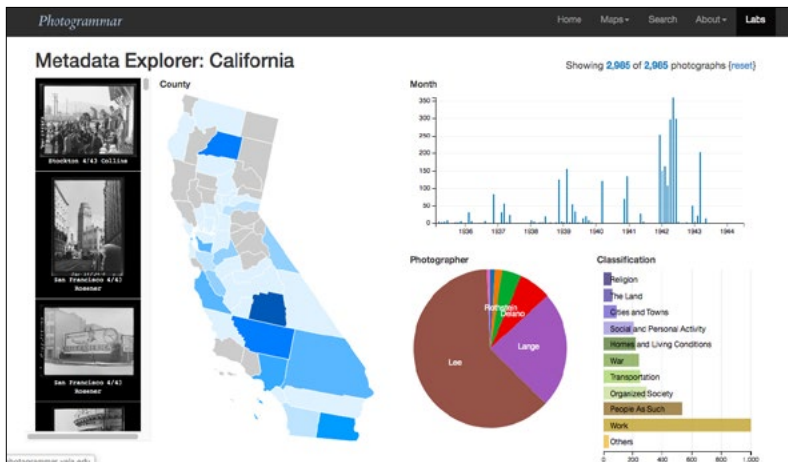 Photogrammar
Home Maps Search About Labs
Metadata Explorer: California
Showing 2,985 of 2,985 photographs (reset)
County
Month
Stockton 4/43 Collins
San Francisco 4/43
Rosener
San Francisco 4/43
Rosener
350
300
250
200
150
100
50
0
1936 1937 1938 1939 1940 1941 1942 1943 1944
Photographer
Rothstein
Delano
Lange
Lee
Classification
Religion
The Land
Cities and Towns
Social and Personal Activity
Homes and Living Conditions
War
Transportation
Organized Society
People As Such
Work
Others
0 200 400 600 800 1,000